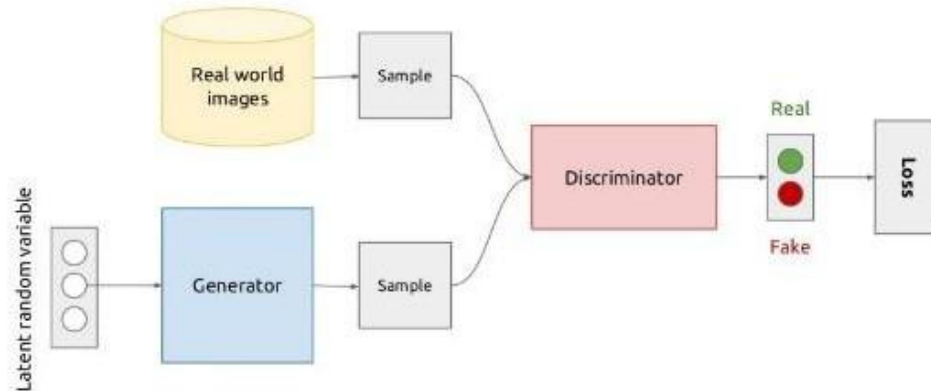 Real world
images
Sample
Real
Discriminator
Loss
Fake
Latent random variable
Generator
Sample